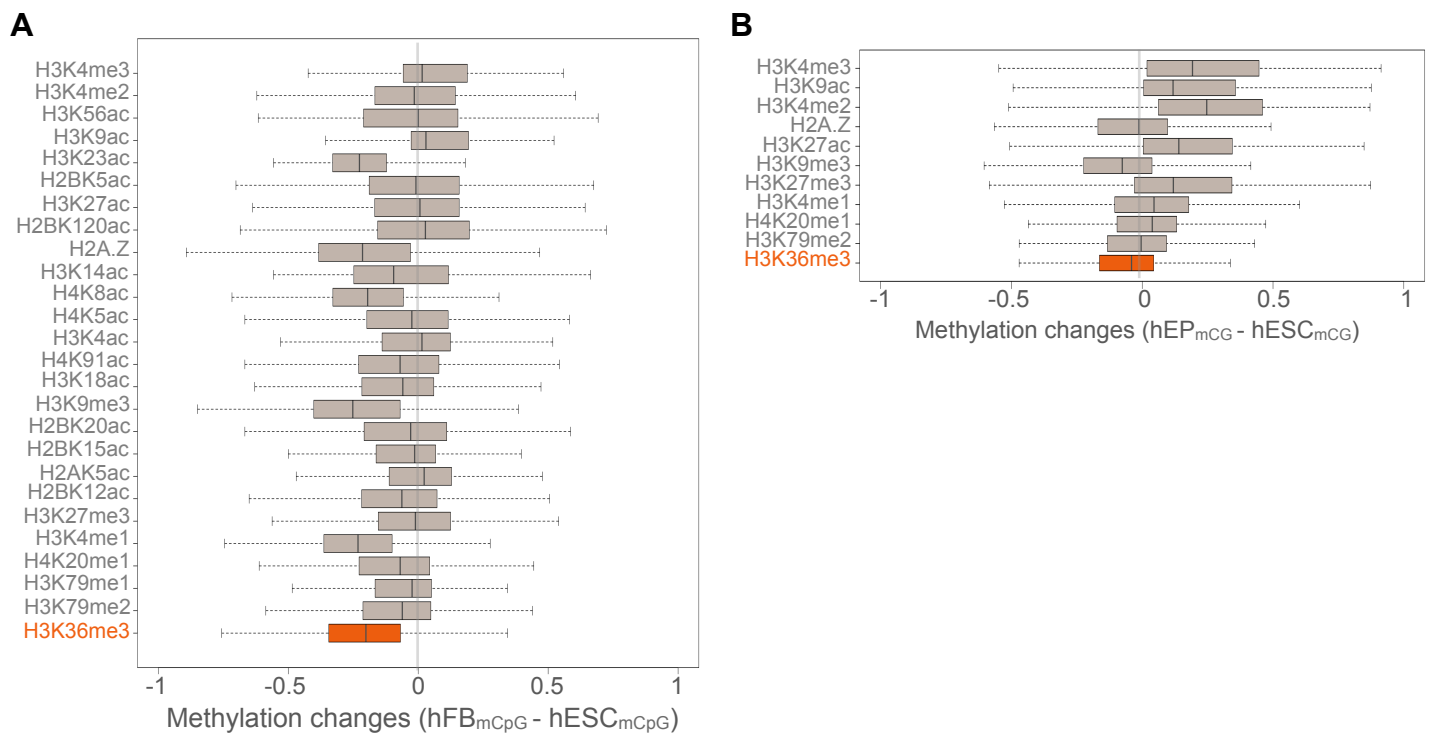 A
H3K4me3
H3K4me2
H3K56ac
H3K9ac
H3K23ac
H2BK5ac
H3K27ac
H2BK120ac
H2A.Z
H3K14ac
H4K8ac
H4K5ac
H3K4ac
H4K91ac
H3K18ac
H3K9me3
H2BK20ac
H2BK15ac
H2AK5ac
H2BK12ac
H3K27me3
H3K4me1
H4K20me1
H3K79me1
H3K79me2
H3K36me3
-1 -0.5 0 0.5 1
Methylation changes (hFBmCpG - hESCmCpG)
B
H3K4me3
H3K9ac
H3K4me2
H2A.Z
H3K27ac
H3K9me3
H3K27me3
H3K4me1
H4K20me1
H3K79me2
H3K36me3
-1 -0.5 0 0.5 1
Methylation changes (hEPmCG - hESCmCG)